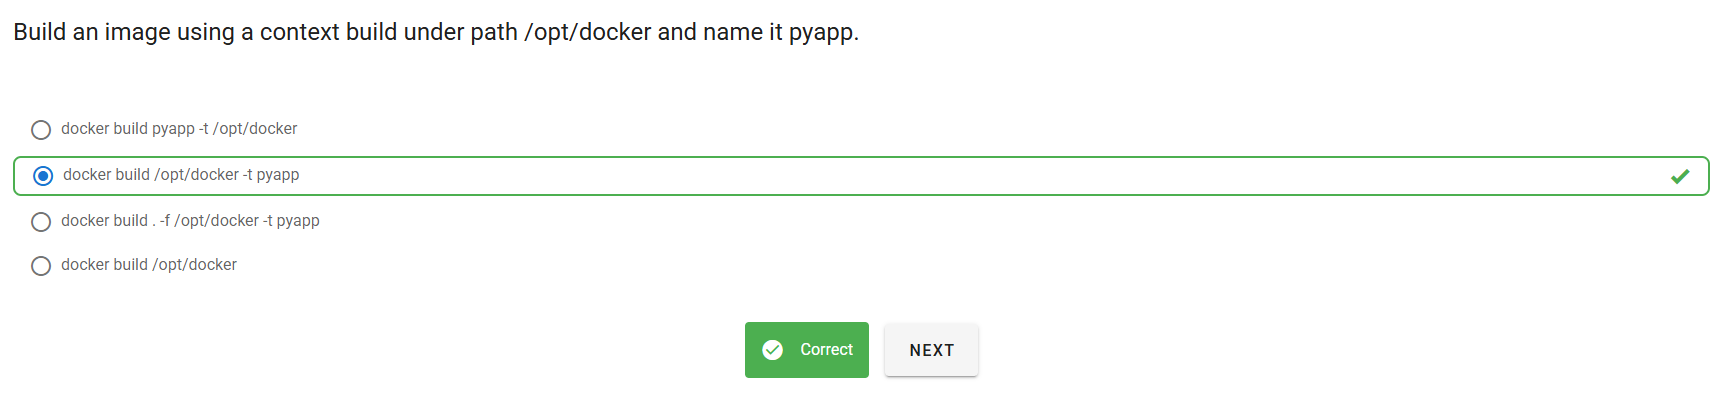 Build an image using a context build under path /opt/docker and name it pyapp.
docker build pyapp -t /opt/docker
docker build /opt/docker -t pyapp
docker build . -f /opt/docker -t pyapp
docker build /opt/docker
Correct
NEXT